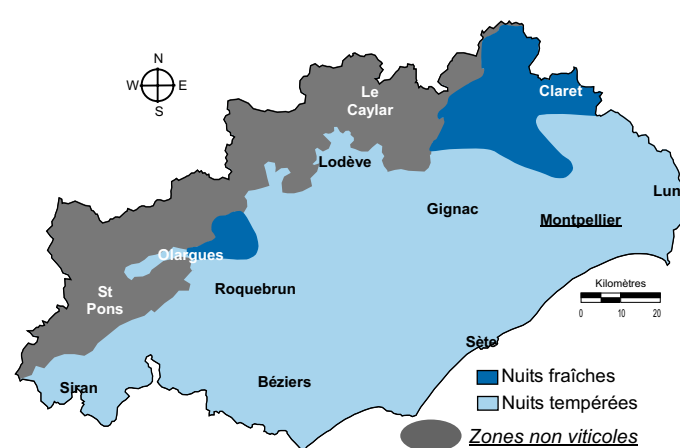 N
W E
S
Le
Caylar
Claret
Lodève
Lun
Gignac
Montpellier
Olargues
Kilomètres
St
Pons
Roquebrun
0 10 20
Sète
Siran
Béziers
Nuits fraîches
Nuits tempérées
Zones non viticoles